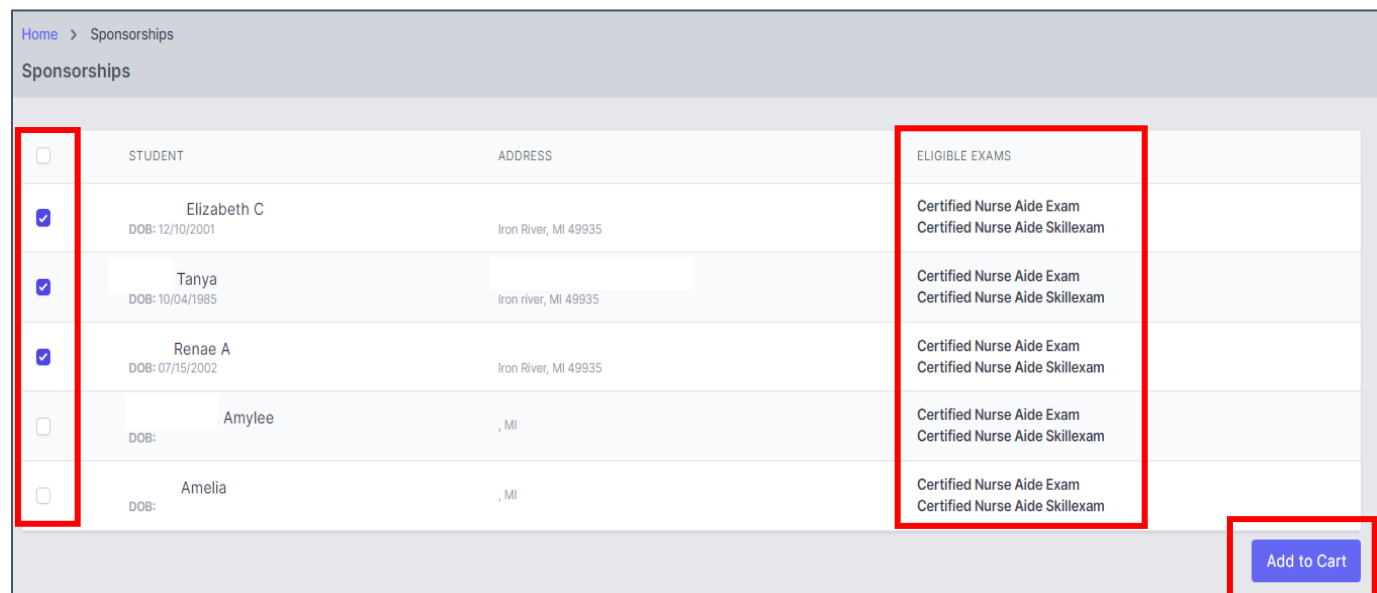 Home > Sponsorships
Sponsorships
STUDENT ADDRESS ELIGIBLE EXAMS
Elizabeth C Certified Nurse Aide Exam
DOB: 12/10/2001 Iron River, MI 49935 Certified Nurse Aide Skillexam
Tanya Certified Nurse Aide Exam
DOB: 10/04/1985 Iron river, MI 49935 Certified Nurse Aide Skillexam
Renae A Certified Nurse Aide Exam
DOB: 07/15/2002 Iron River, MI 49935 Certified Nurse Aide Skillexam
Amylee Certified Nurse Aide Exam
DOB: , MI Certified Nurse Aide Skillexam
Amelia Certified Nurse Aide Exam
DOB: , MI Certified Nurse Aide Skillexam
Add to Cart